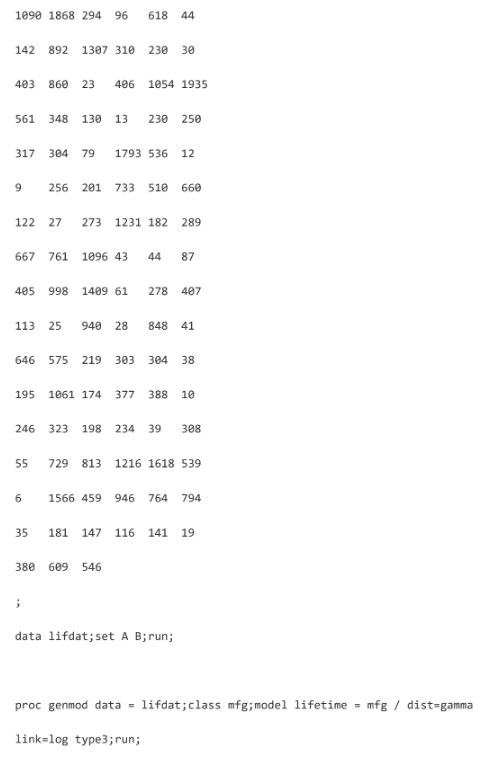 1090 1868 294 96 618 44
142 892 1307 310 230 30
403 860 23 406 1054 1935
561 348 130 13 230 250
317 304 79 1793 536 12
9 256 201 733 510 660
122 27 273 1231 182 289
667 761 1096 43 44 87
405 998 1409 61 278 407
113 25 940 28 848 41
646 575 219 303 304 38
195 1061 174 377 388 10
246 323 198 234 39 308
55 729 813 1216 1618 539
6 1566 459 946 764 794
35 181 147 116 141 19
380 609 546
;
data lifdat;set A B;run;
proc genmod data = lifdat;class mfg;model lifetime = mfg / dist=gamma
link=log type3;run;